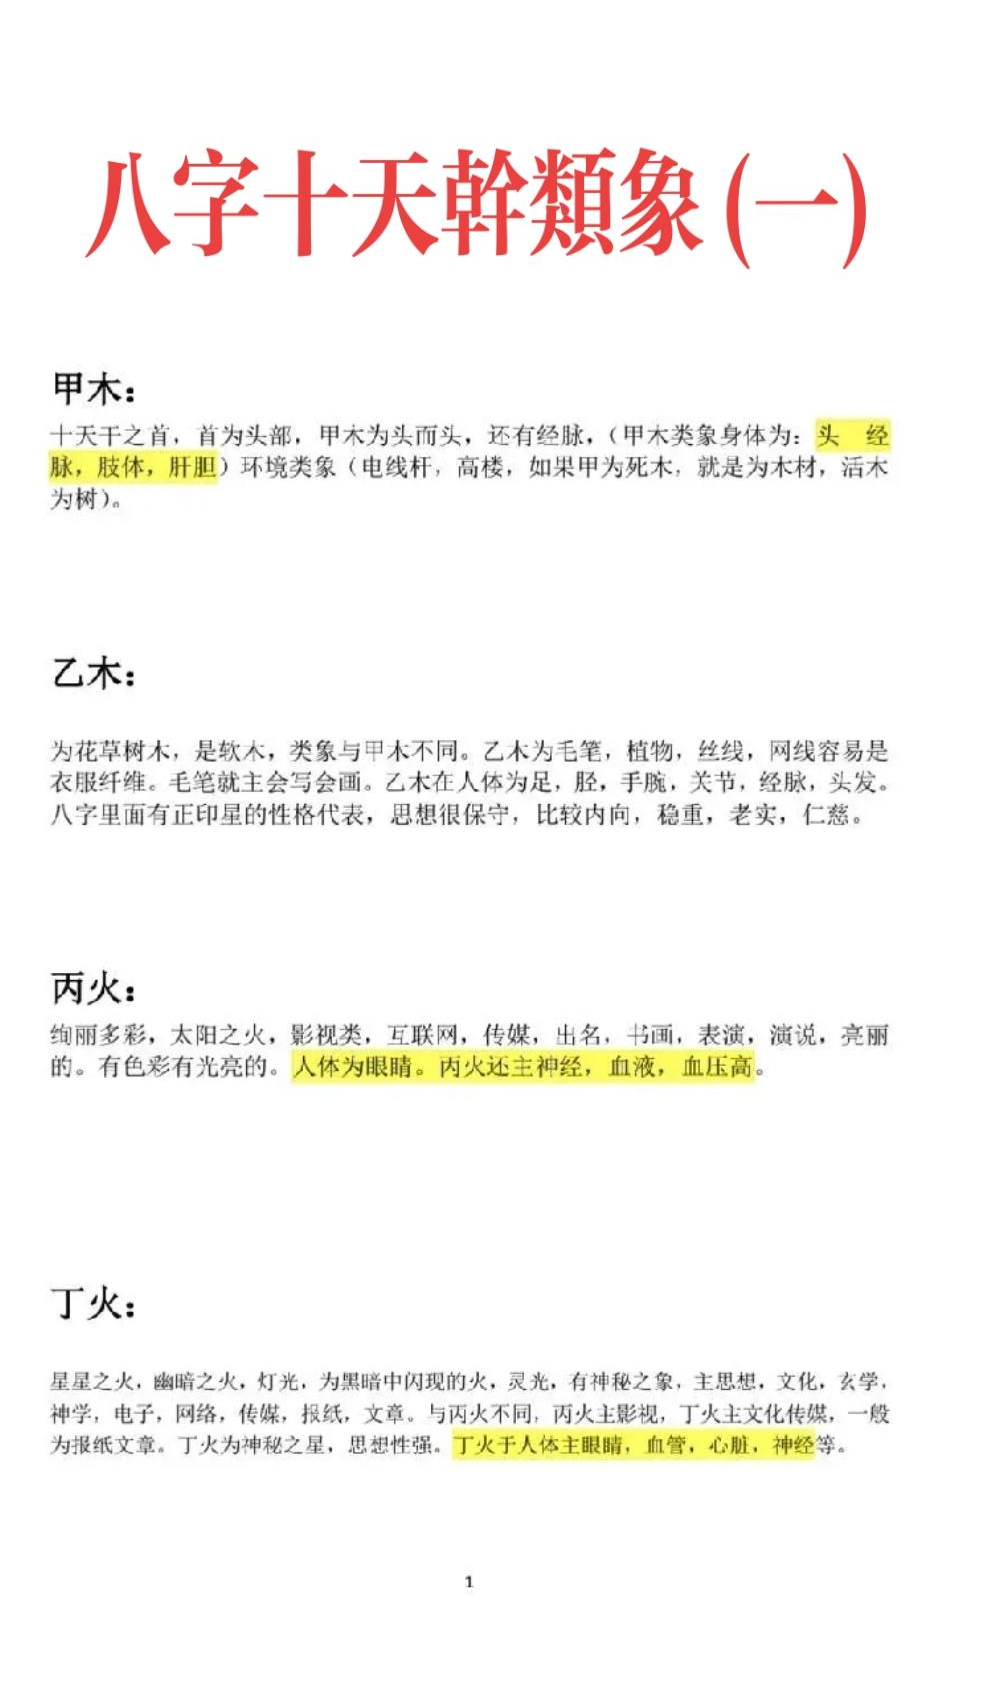 八字十天幹類象(一)
甲木：
十天干之首，首为头部，甲木为头而头，还有经脉，（甲木类象身体为：头 经
脉，肢体，肝胆）环境类象（电线杆，高楼，如果甲为死木，就是为木材，活木
为树）。
乙木：
为花草树木，是软木，类象与甲木不同。乙木为毛笔，植物，丝线，网线容易是
衣服纤维。毛笔就主会写会画。乙木在人体为足，胫，手腕，关节，经脉，头发。
八字里面有正印星的性格代表，思想很保守，比较内向，稳重，老实，仁慈。
丙火：
绚丽多彩，太阳之火，影视类，互联网，传媒，出名，书画，表演，演说，亮丽
的。有色彩有光亮的。人体为眼睛。丙火还主神经，血液，血压高。
丁火：
星星之火，幽暗之火，灯光，为黑暗中闪现的火，灵光，有神秘之象，主思想，文化，玄学，
神学，电子，网络，传媒，报纸，文章。与丙火不同，丙火主影视，丁火主文化传媒，一般
为报纸文章。丁火为神秘之星，思想性强。丁火于人体主眼睛，血管，心脏，神经等。
1